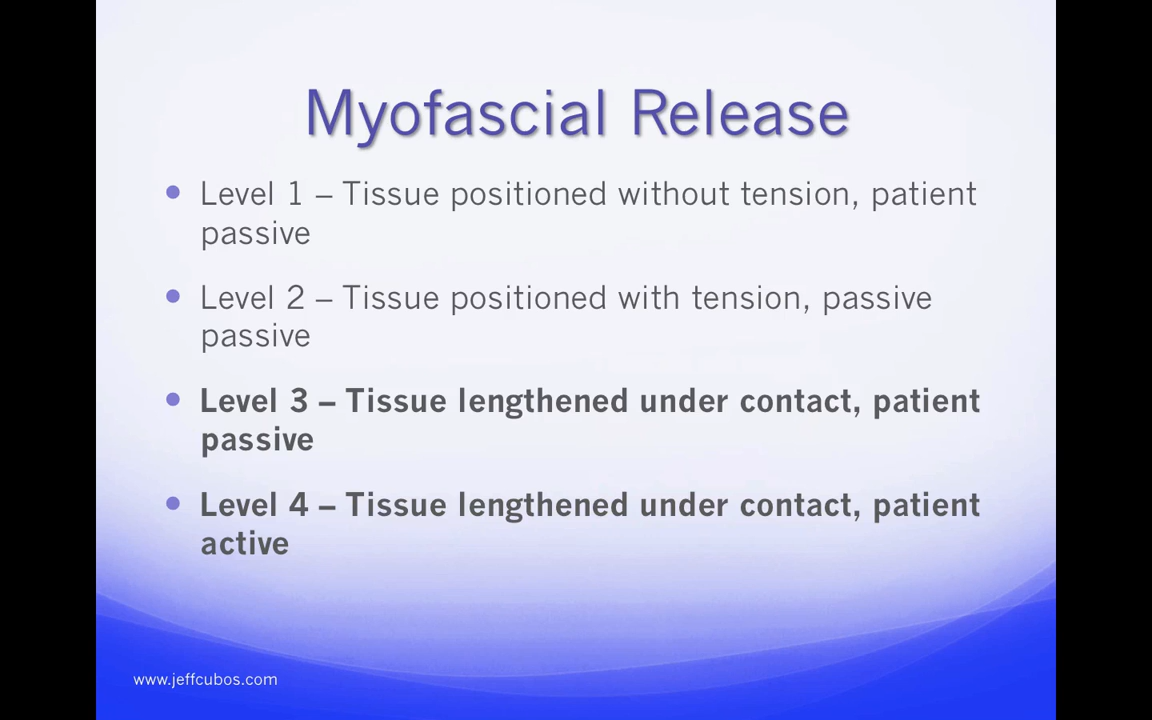 Myofascial Release
• Level 1 – Tissue positioned without tension, patient
passive
• Level 2 – Tissue positioned with tension, passive
passive
• Level 3 – Tissue lengthened under contact, patient
passive
• Level 4 – Tissue lengthened under contact, patient
active
www.jeffcubos.com